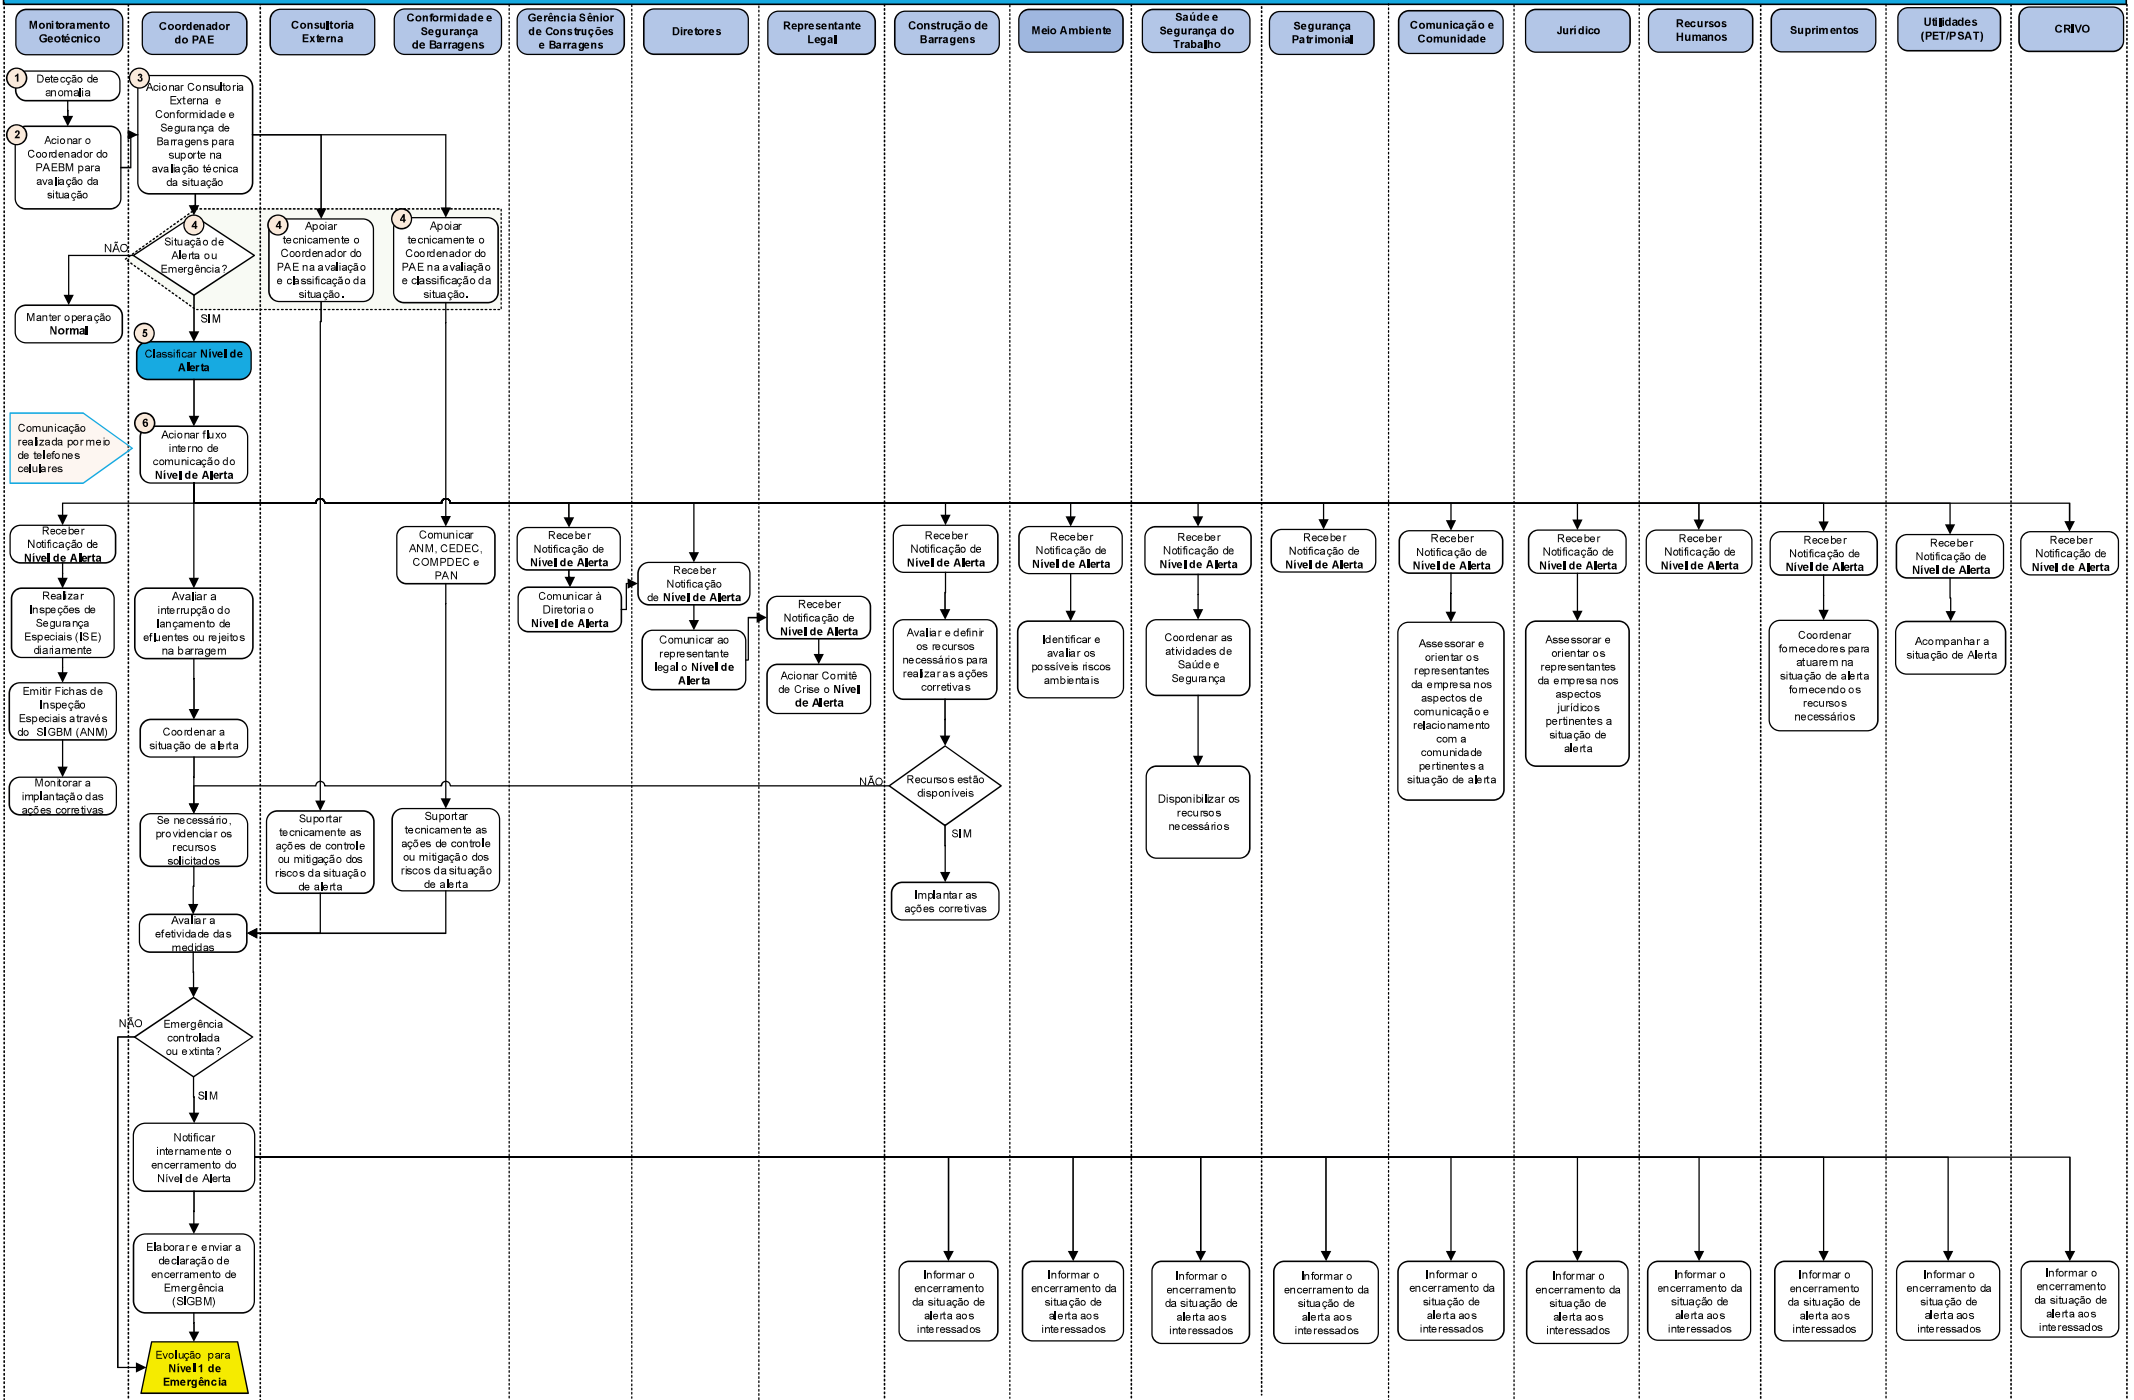 Monitoramento
Geotécnico
Coordenador
do PAE
Consultoria
Externa
Conformidade e
Segurança
de Barragens
Gerência Sênior
de Construções
e Barragens
Diretores
Representante
Legal
Construção de
Barragens
Meio Ambiente
Saúde e
Segurança do
Trabalho
Segurança
Patrimonial
Comunicação e
Comunidade
Jurídico
Recursos
Humanos
Suprimentos
Utilidades
(PET/PSAT)
CRIVO
1
Detecção de
anomalia
2
Acionar o
Coordenador do
PAEBM para
avaliação da
situação
3
Acionar Consultoria
Externa e
Conformidade e
Segurança de
Barragens para
suporte na
avaliação técnica
da situação
4
Situação de
Alerta ou
Emergência?
NÃO
SIM
4
Apoiar
tecnicamente o
Coordenador do
PAE na avaliação
e classificação da
situação.
4
Apoiar
tecnicamente o
Coordenador do
PAE na avaliação
e classificação da
situação.
Manter operação
Normal
5
Classificar Nível de
Alerta
Comunicação
realizada por meio
de telefones
celulares
6
Acionar fluxo
interno de
comunicação do
Nível de Alerta
Receber
Notificação de
Nível de Alerta
Realizar
Inspeções de
Segurança
Especiais (ISE)
diariamente
Emitir Fichas de
Inspeção
Especiais através
do SIGBM (ANM)
Monitorar a
implantação das
ações corretivas
Avaliar a
interrupção do
lançamento de
efluentes ou rejeitos
na barragem
Coordenar a
situação de alerta
Se necessário,
providenciar os
recursos
solicitados
Avaliar a
efetividade das
medidas
Emergência
controlada
ou extinta?
NÃO
SIM
Notificar
internamente o
encerramento do
Nível de Alerta
Elaborar e enviar a
declaração de
encerramento de
Emergência
(SIGBM)
Evolução para
Nível 1 de
Emergência
Suportar
tecnicamente as
ações de controle
ou mitigação dos
riscos da situação
de alerta
Comunicar
ANM, CEDEC,
COMPDEC e
PAN
Suportar
tecnicamente as
ações de controle
ou mitigação dos
riscos da situação
de alerta
Receber
Notificação de
Nível de Alerta
Comunicar à
Diretoria o
Nível de Alerta
Receber
Notificação
de Nível de Alerta
Comunicar ao
representante
legal o Nível de
Alerta
Receber
Notificação de
Nível de Alerta
Acionar Comitê
de Crise o Nível
de Alerta
Receber
Notificação de
Nível de Alerta
Avaliar e definir
os recursos
necessários para
realizar as ações
corretivas
Recursos estão
disponíveis
NÃO
SIM
Implantar as
ações corretivas
Informar o
encerramento
da situação de
alerta aos
interessados
Receber
Notificação de
Nível de Alerta
Identificar e
avaliar os
possíveis riscos
ambientais
Informar o
encerramento da
situação de
alerta aos
interessados
Receber
Notificação de
Nível de Alerta
Coordenar as
atividades de
Saúde e
Segurança
Disponibilizar os
recursos
necessários
Informar o
encerramento
da situação de
alerta aos
interessados
Receber
Notificação de
Nível de Alerta
Informar o
encerramento
da situação de
alerta aos
interessados
Receber
Notificação de
Nível de Alerta
Assessorar e
orientar os
representantes
da empresa nos
aspectos de
comunicação e
relacionamento
com a
comunidade
pertinentes a
situação de alerta
Informar o
encerramento
da situação de
alerta aos
interessados
Receber
Notificação de
Nível de Alerta
Assessorar e
orientar os
representantes
da empresa nos
aspectos
jurídicos
pertinentes a
situação de
alerta
Informar o
encerramento
da situação de
alerta aos
interessados
Receber
Notificação de
Nível de Alerta
Informar o
encerramento da
situação de
alerta aos
interessados
Receber
Notificação de
Nível de Alerta
Coordenar
fornecedores para
atuarem na
situação de alerta
fornecendo os
recursos
necessários
Informar o
encerramento da
situação de
alerta aos
interessados
Receber
Notificação de
Nível de Alerta
Acompanhar a
situação de Alerta
Informar o
encerramento da
situação de
alerta aos
interessados
Receber
Notificação de
Nível de Alerta
Informar o
encerramento
da situação de
alerta aos
interessados